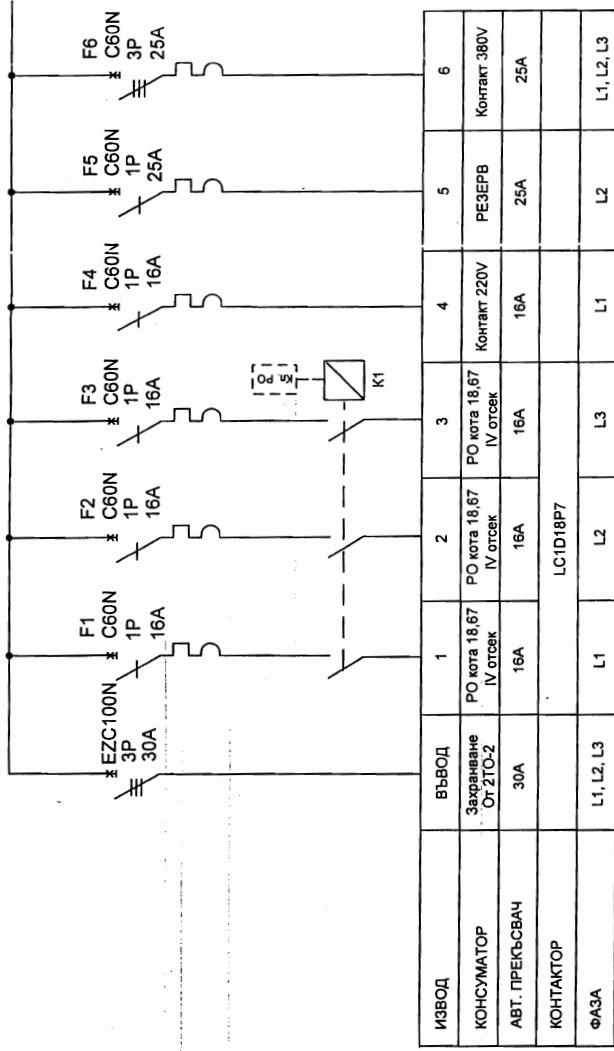 EZC100N
3P
30A
F1
C60N
1P
16A
F2
C60N
1P
16A
F3
C60N
1P
16A
F4
C60N
1P
16A
F5
C60N
1P
25A
F6
C60N
3P
25A
Кл. РО
K1
ИЗВОД ВЪВОД 1 2 3 4 5 6
КОНСУМАТОР Захранване От 2ТО-2 РО кота 18,67 IV отсек РО кота 18,67 IV отсек РО кота 18,67 IV отсек Контакт 220V РЕЗЕРВ Контакт 380V
АВТ. ПРЕКЪСВАЧ 30A 16A 16A 16A 16A 25A 25A
КОНТАКТОР LC1D18P7
ФАЗА L1, L2, L3 L1 L2 L3 L1 L2 L1, L2, L3